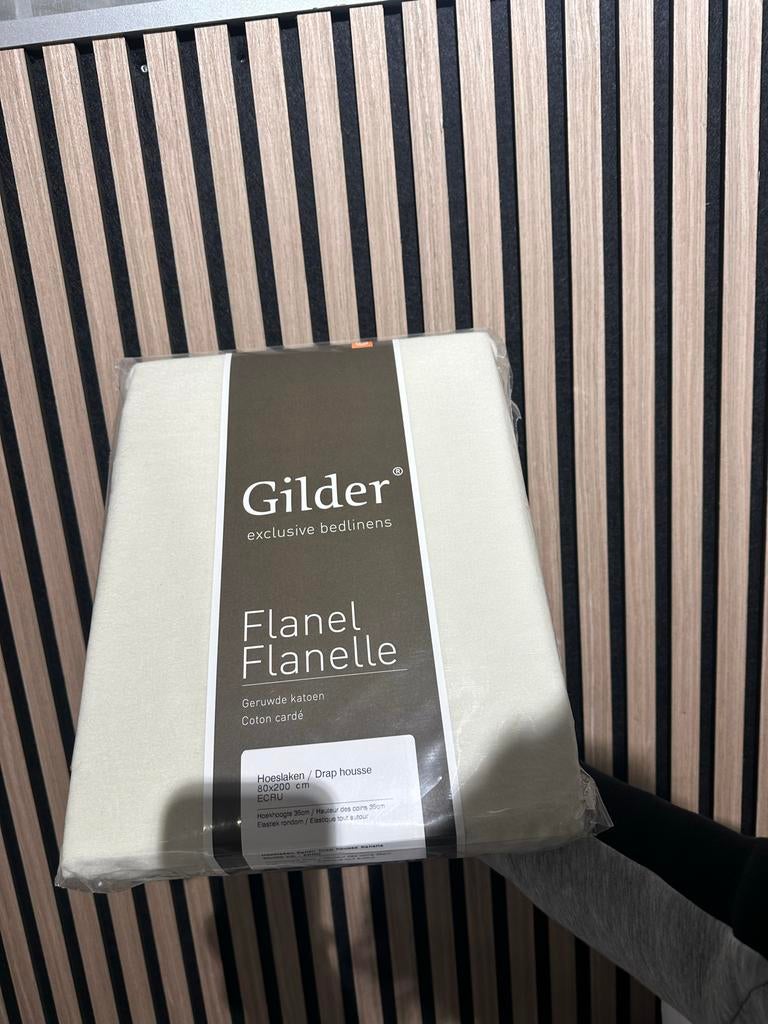 Gilder®
exclusive bedlinens
Flanel
Flanelle
Geruwde katoen
Coton cardé
Hoeslaken / Drap housse
80x200 cm
ECRU
Hoekhoogte 35cm / Hauteur des coins 35cm
Elastiek rondom / Elastique tout autour